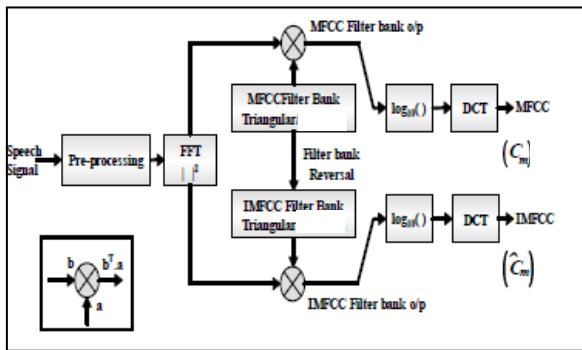 MFCC Filter bank o/p
MFCCFilter Bank
Triangular
log₁₀( )
DCT
MFCC
(Cₘ)
Speech
Signal
Pre-processing
FFT
| |²
Filter bank
Reversal
IMFCC Filter Bank
Triangular
log₁₀( )
DCT
IMFCC
(Ĉₘ)
IMFCC Filter bank o/p
b
bᵀ.a
a